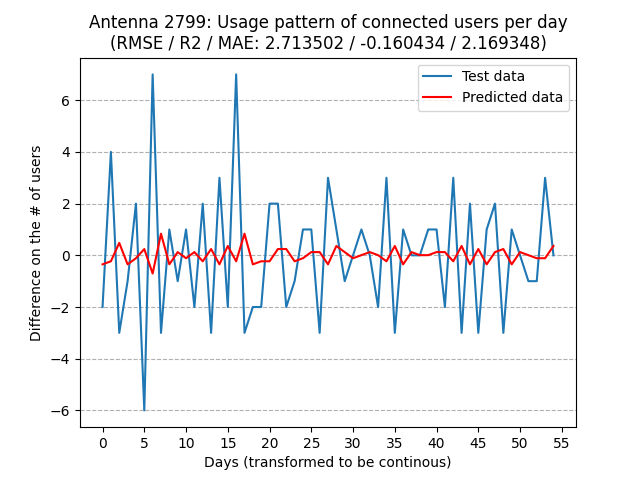 Antenna 2799: Usage pattern of connected users per day
(RMSE / R2 / MAE: 2.713502 / -0.160434 / 2.169348)
Test data
Predicted data
6
4
2
0
−2
−4
−6
Difference on the # of users
0 5 10 15 20 25 30 35 40 45 50 55
Days (transformed to be continous)